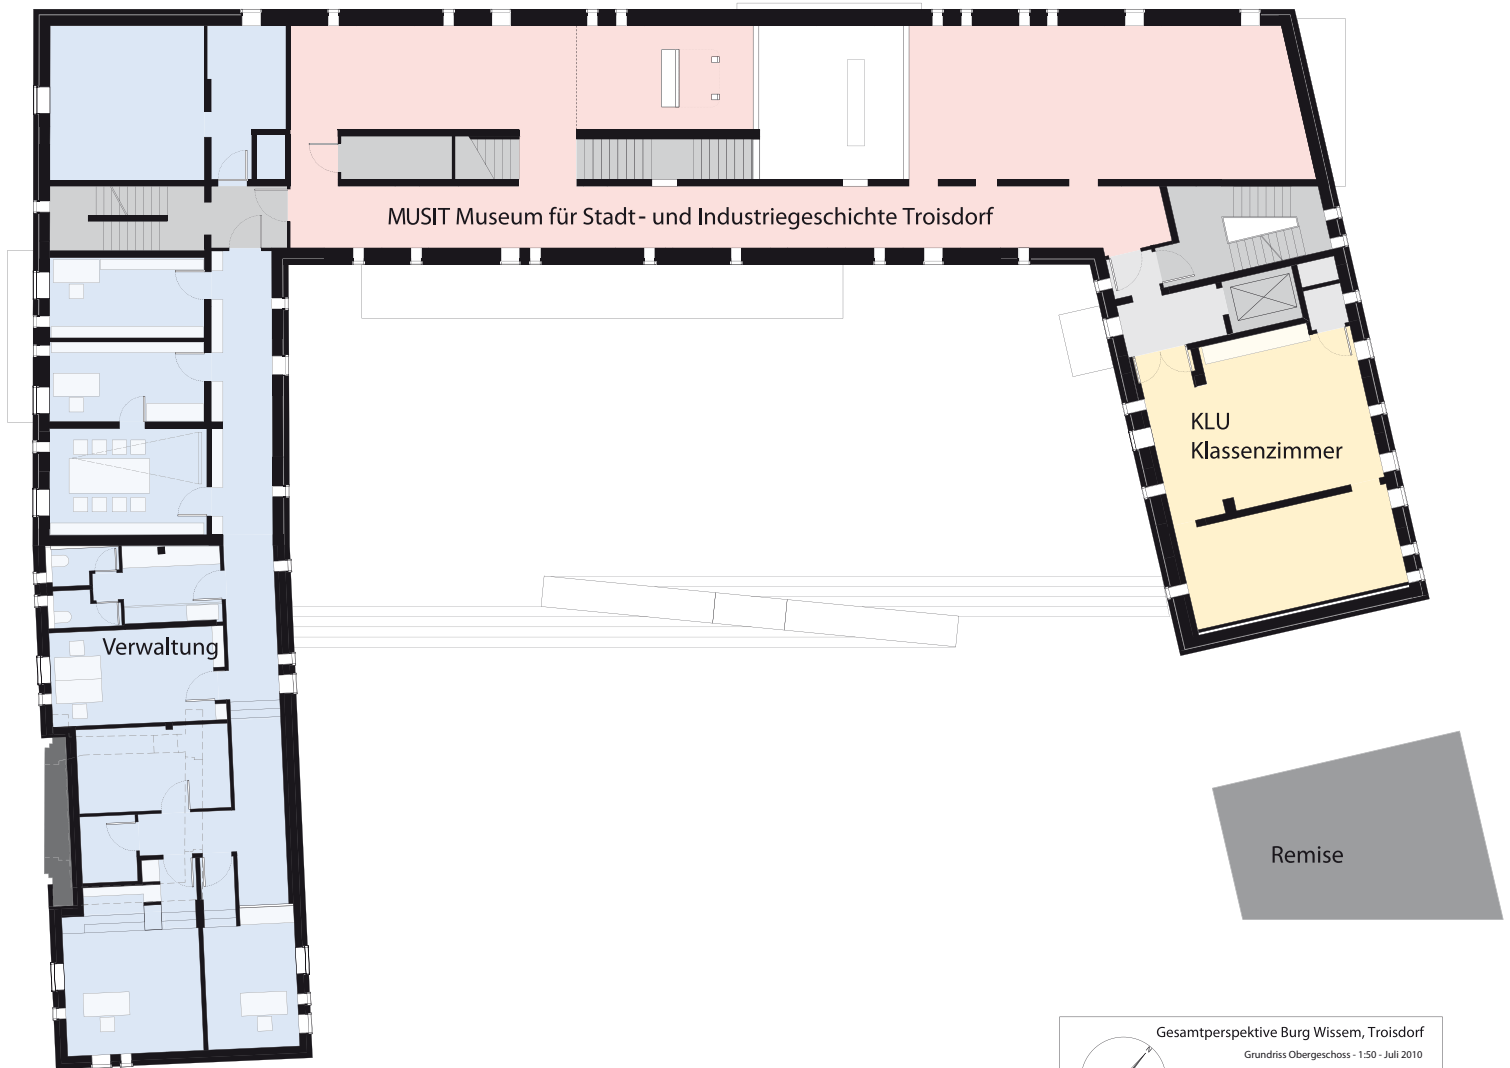 MUSIT Museum für Stadt- und Industriegeschichte Troisdorf
KLU
Klassenzimmer
Verwaltung
Remise
Gesamtperspektive Burg Wissem, Troisdorf
N
Grundriss Obergeschoss - 1:50 - Juli 2010